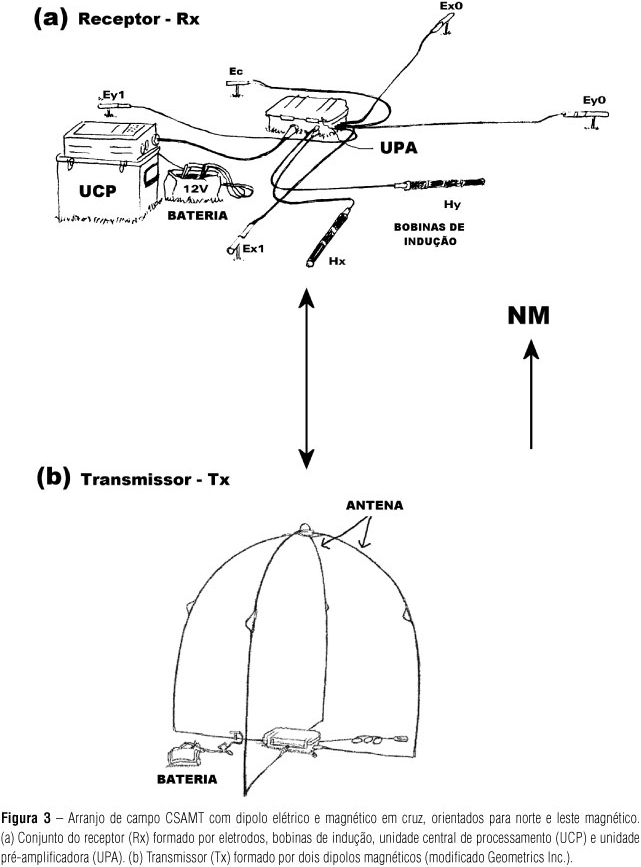 (a) Receptor - Rx
Ex0
Ec
Ey1
Ey0
UPA
UCP
12V
BATERIA
Hy
BOBINAS DE
INDUÇÃO
Ex1
Hx
NM
(b) Transmissor - Tx
ANTENA
BATERIA
Figura 3 – Arranjo de campo CSAMT com dipolo elétrico e magnético em cruz, orientados para norte e leste magnético.
(a) Conjunto do receptor (Rx) formado por eletrodos, bobinas de indução, unidade central de processamento (UCP) e unidade
pré-amplificadora (UPA). (b) Transmissor (Tx) formado por dois dipolos magnéticos (modificado Geometrics Inc.).